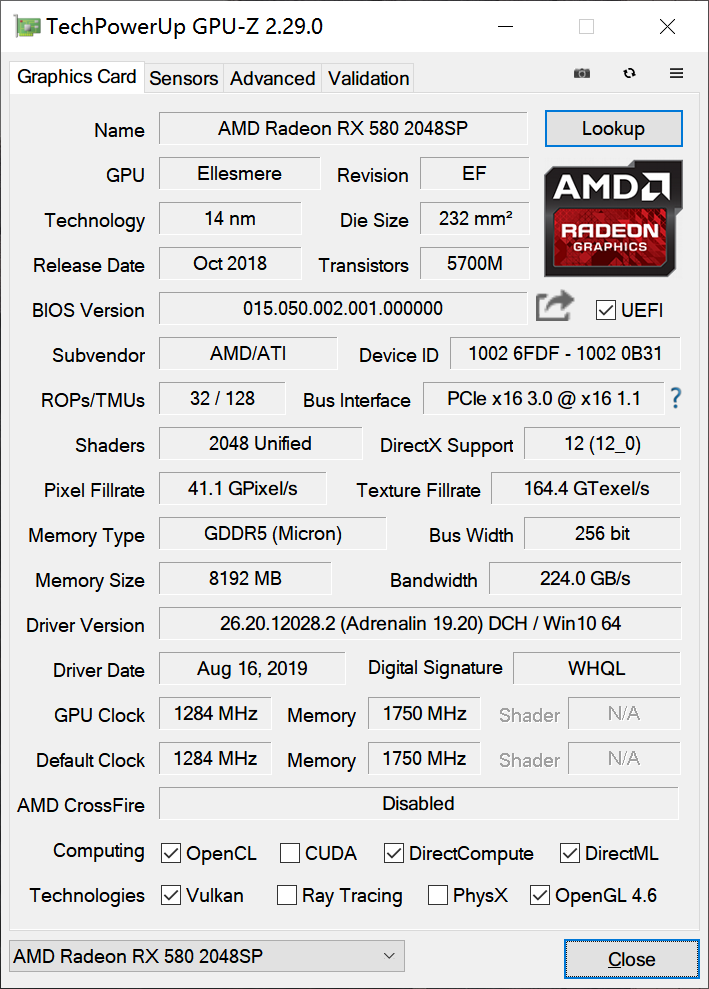 TechPowerUp GPU-Z 2.29.0
Graphics Card Sensors Advanced Validation
Name AMD Radeon RX 580 2048SP Lookup
GPU Ellesmere Revision EF
Technology 14 nm Die Size 232 mm²
Release Date Oct 2018 Transistors 5700M
AMD
RADEON
GRAPHICS
BIOS Version 015.050.002.001.000000 UEFI
Subvendor AMD/ATI Device ID 1002 6FDF - 1002 0B31
ROPs/TMUs 32 / 128 Bus Interface PCIe x16 3.0 @ x16 1.1 ?
Shaders 2048 Unified DirectX Support 12 (12_0)
Pixel Fillrate 41.1 GPixel/s Texture Fillrate 164.4 GTexel/s
Memory Type GDDR5 (Micron) Bus Width 256 bit
Memory Size 8192 MB Bandwidth 224.0 GB/s
Driver Version 26.20.12028.2 (Adrenalin 19.20) DCH / Win10 64
Driver Date Aug 16, 2019 Digital Signature WHQL
GPU Clock 1284 MHz Memory 1750 MHz Shader N/A
Default Clock 1284 MHz Memory 1750 MHz Shader N/A
AMD CrossFire Disabled
Computing OpenCL CUDA DirectCompute DirectML
Technologies Vulkan Ray Tracing PhysX OpenGL 4.6
AMD Radeon RX 580 2048SP Close